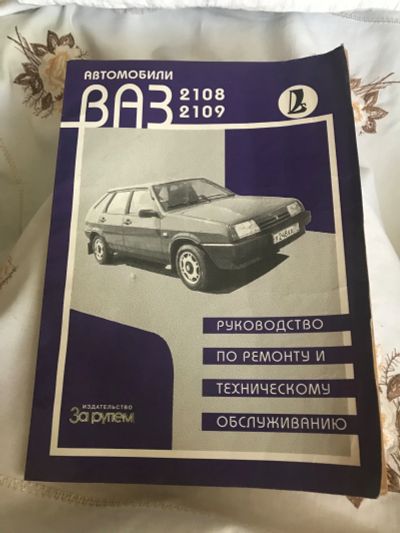 АВТОМОБИЛИ
ВАЗ 2108
2109
РУКОВОДСТВО
ПО РЕМОНТУ И
ТЕХНИЧЕСКОМУ
ОБСЛУЖИВАНИЮ
ИЗДАТЕЛЬСТВО
За рулем